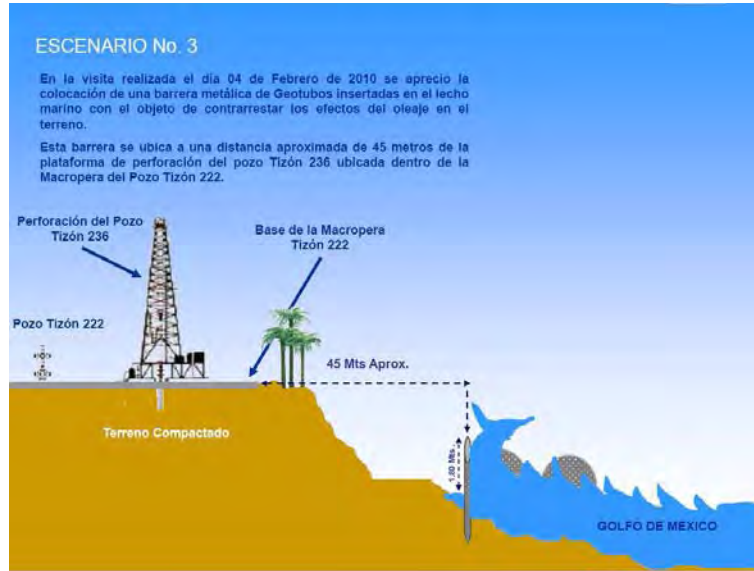 ESCENARIO No. 3
En la visita realizada el día 04 de Febrero de 2010 se aprecio la
colocación de una barrera metálica de Geotubos insertadas en el lecho
marino con el objeto de contrarrestar los efectos del oleaje en el
terreno.
Esta barrera se ubica a una distancia aproximada de 45 metros de la
plataforma de perforación del pozo Tizón 236 ubicada dentro de la
Macropera del Pozo Tizón 222.
Perforación del Pozo
Tizón 236
Base de la Macropera
Tizón 222
Pozo Tizón 222
45 Mts Aprox.
Terreno Compactado
1.80 Mts.
GOLFO DE MEXICO